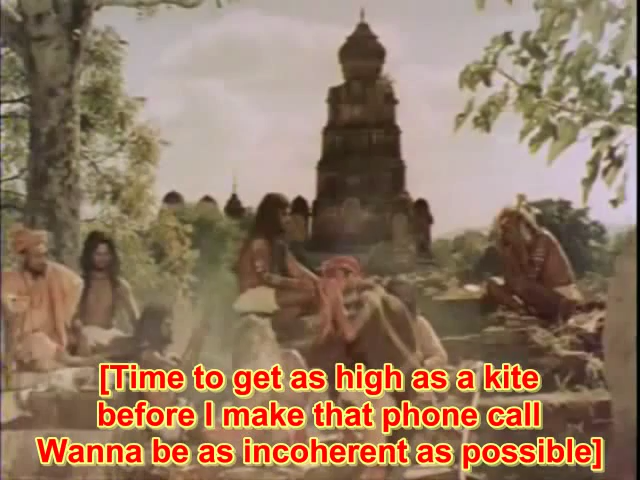 [Time to get as high as a kite
before I make that phone call
Wanna be as incoherent as possible]